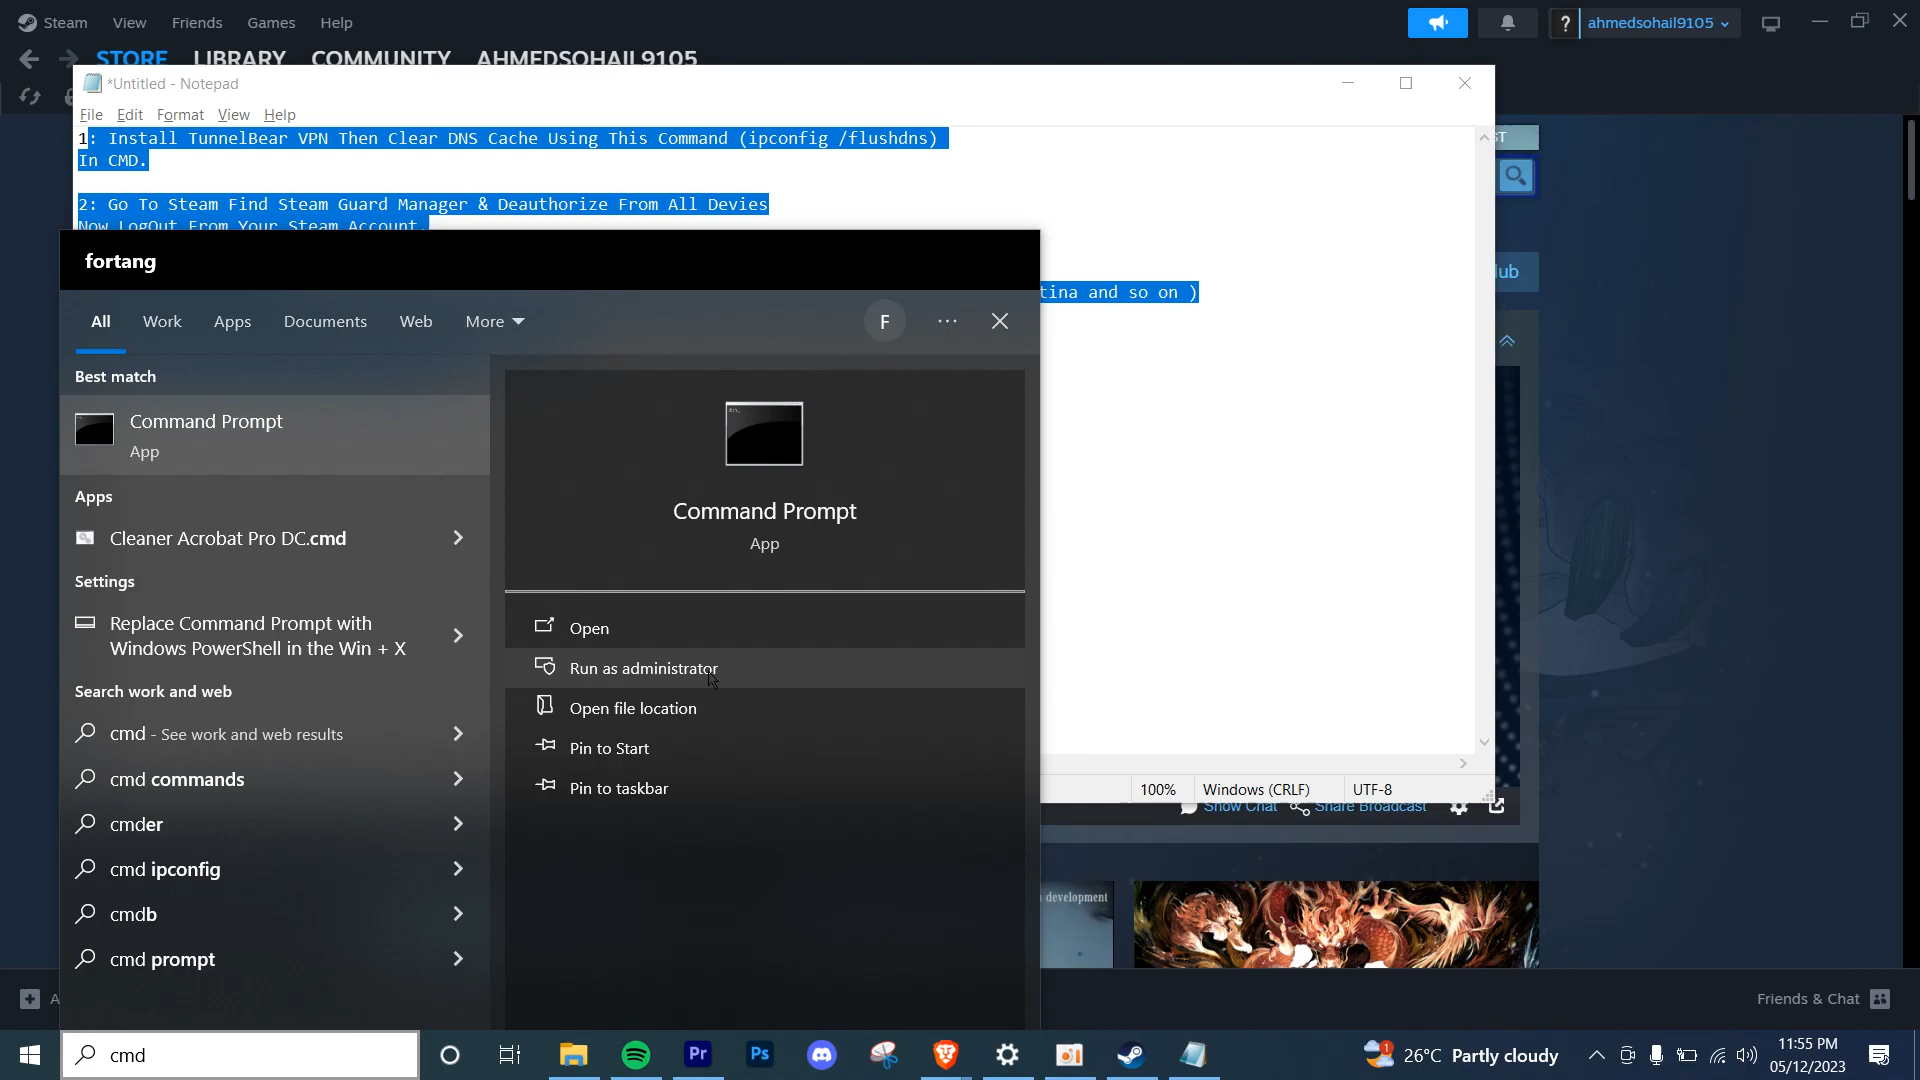 Steam View Friends Games Help
? ahmedsohail9105
STORE LIBRARY COMMUNITY AHMEDSOHAIL9105
*Untitled - Notepad
File Edit Format View Help
1: Install TunnelBear VPN Then Clear DNS Cache Using This Command (ipconfig /flushdns)
In CMD.
2: Go To Steam Find Steam Guard Manager & Deauthorize From All Devies
Now LogOut From Your Steam Account.
tina and so on )
ST
ub
fortang
All Work Apps Documents Web More
F
Best match
Command Prompt
App
Apps
Cleaner Acrobat Pro DC.cmd
Settings
Replace Command Prompt with
Windows PowerShell in the Win + X
Search work and web
cmd - See work and web results
cmd commands
cmder
cmd ipconfig
cmdb
cmd prompt
Command Prompt
App
Open
Run as administrator
Open file location
Pin to Start
Pin to taskbar
100% Windows (CRLF) UTF-8
Show Chat Share Broadcast
development
A
Friends & Chat
cmd
Pr Ps
1
26°C Partly cloudy
11:55 PM
05/12/2023